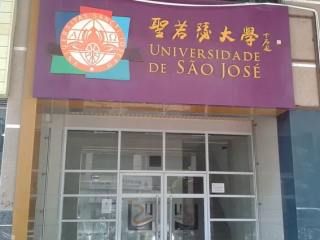 聖若瑟大學
UNIVERSIDADE
DE SÃO JOSÉ